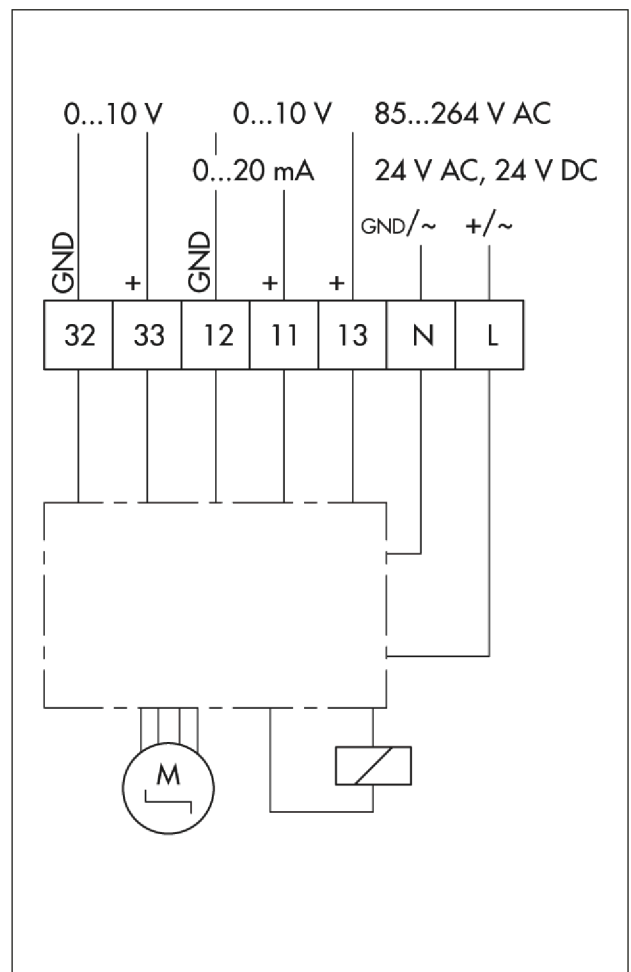 0...10 V 0...10 V 85...264 V AC
0...20 mA 24 V AC, 24 V DC
GND/~ +/~
GND + GND + +
32 33 12 11 13 N L
M